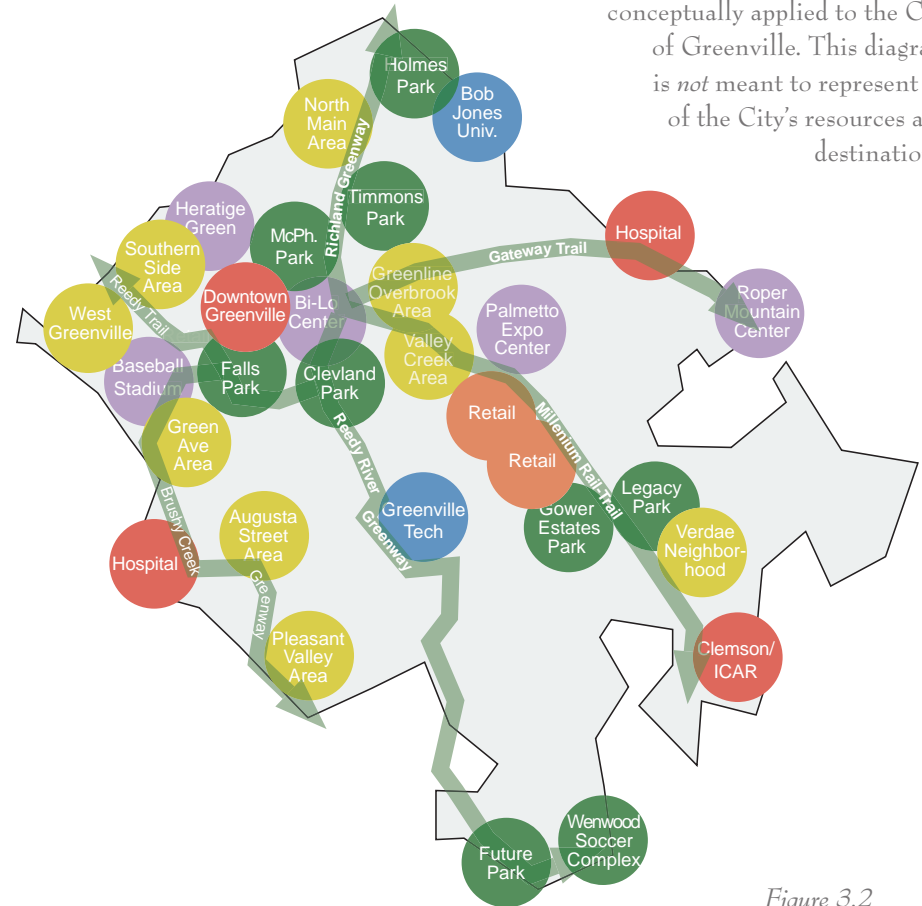 conceptually applied to the C
of Greenville. This diagra
is not meant to represent
of the City's resources a
destination
Holmes
Park
Bob
Jones
Univ.
North
Main
Area
Richland Greenway
Timmons
Park
Heratige
Green
McPh.
Park
Hospital
Gateway Trail
Southern
Side
Area
Greenline
Overbrook
Area
Roper
Mountain
Center
Reedy Trail
Downtown
Greenville
Bi-Lo
Center
Palmetto
Expo
Center
West
Greenville
Valley
Creek
Area
Baseball
Stadium
Falls
Park
Clevland
Park
Retail
Millenium Rail-Trail
Green
Ave
Area
Reedy River
Greenway
Retail
Legacy
Park
Brushy Creek
Greenway
Augusta
Street
Area
Greenville
Tech
Gower
Estates
Park
Verdae
Neighbor-
hood
Hospital
Pleasant
Valley
Area
Clemson/
ICAR
Wenwood
Soccer
Complex
Future
Park
Figure 3.2